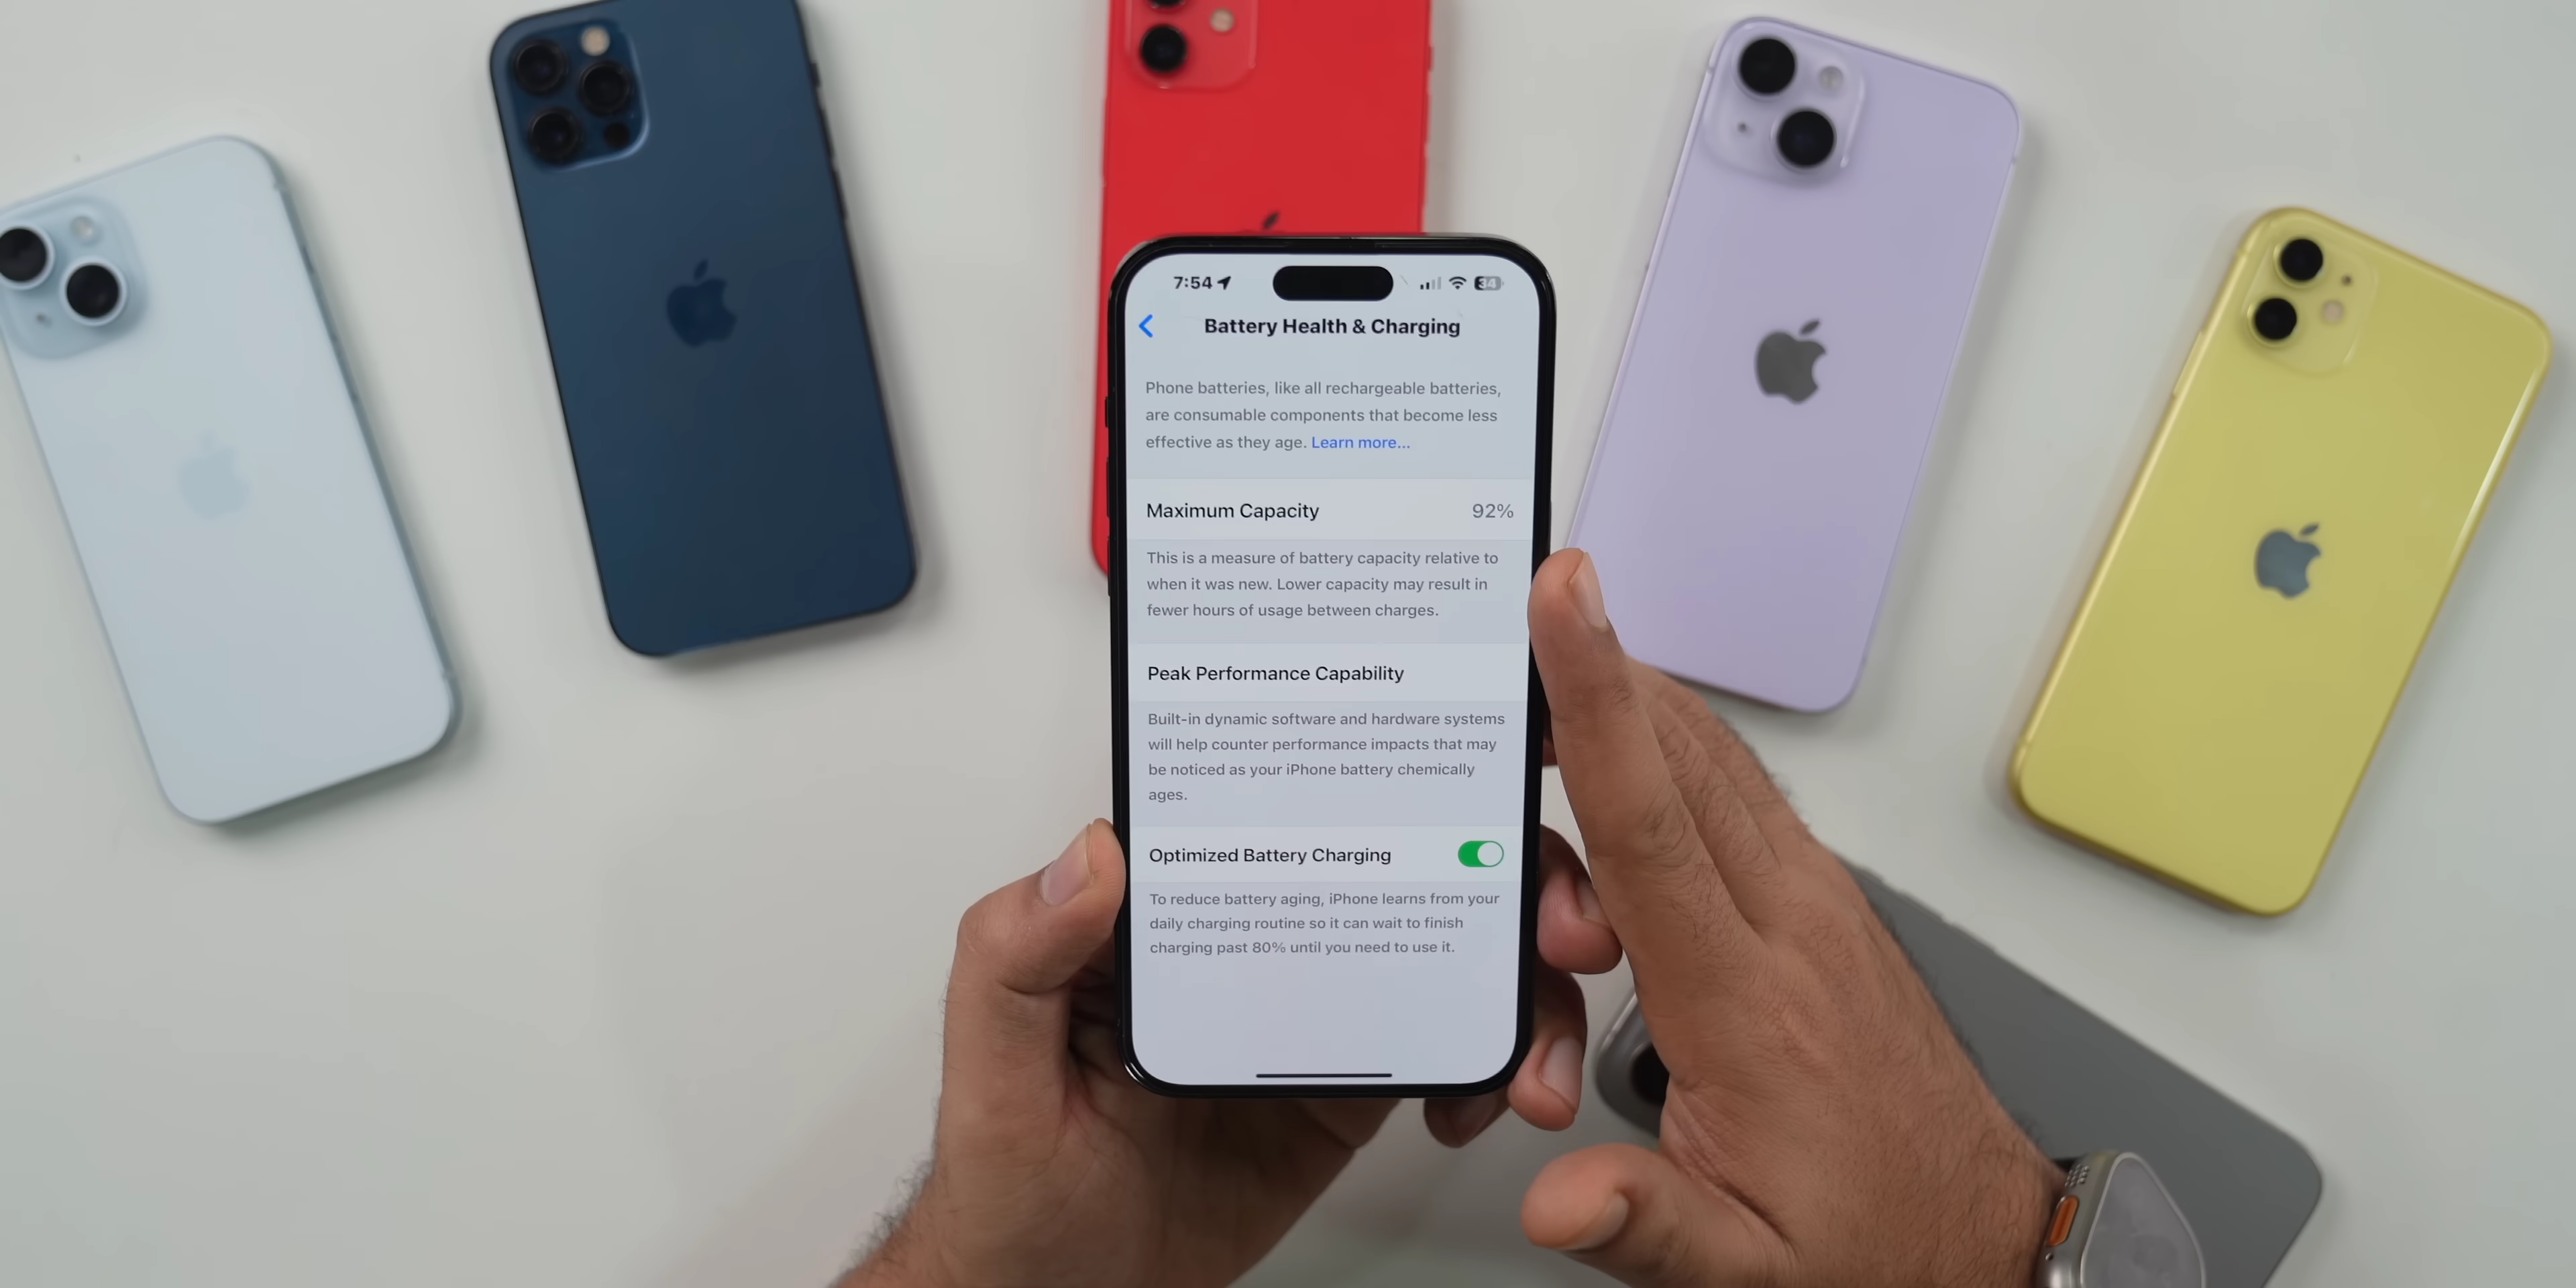 7:54
34
Battery Health & Charging
Phone batteries, like all rechargeable batteries,
are consumable components that become less
effective as they age. Learn more...
Maximum Capacity 92%
This is a measure of battery capacity relative to
when it was new. Lower capacity may result in
fewer hours of usage between charges.
Peak Performance Capability
Built-in dynamic software and hardware systems
will help counter performance impacts that may
be noticed as your iPhone battery chemically
ages.
Optimized Battery Charging
To reduce battery aging, iPhone learns from your
daily charging routine so it can wait to finish
charging past 80% until you need to use it.